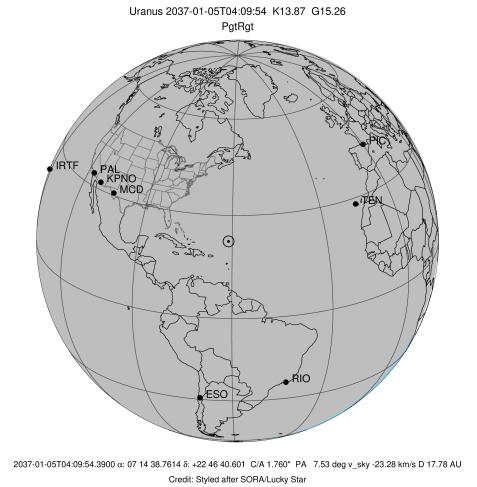 Uranus 2037-01-05T04:09:54 K13.87 G15.26
PgtRgt
PIC
IRTF
PAL
KPNO
MCD
TEN
RIO
ESO
2037-01-05T04:09:54.3900 α: 07 14 38.7614 δ: +22 46 40.601 C/A 1.760" PA 7.53 deg v_sky -23.28 km/s D 17.78 AU
Credit: Styled after SORA/Lucky Star